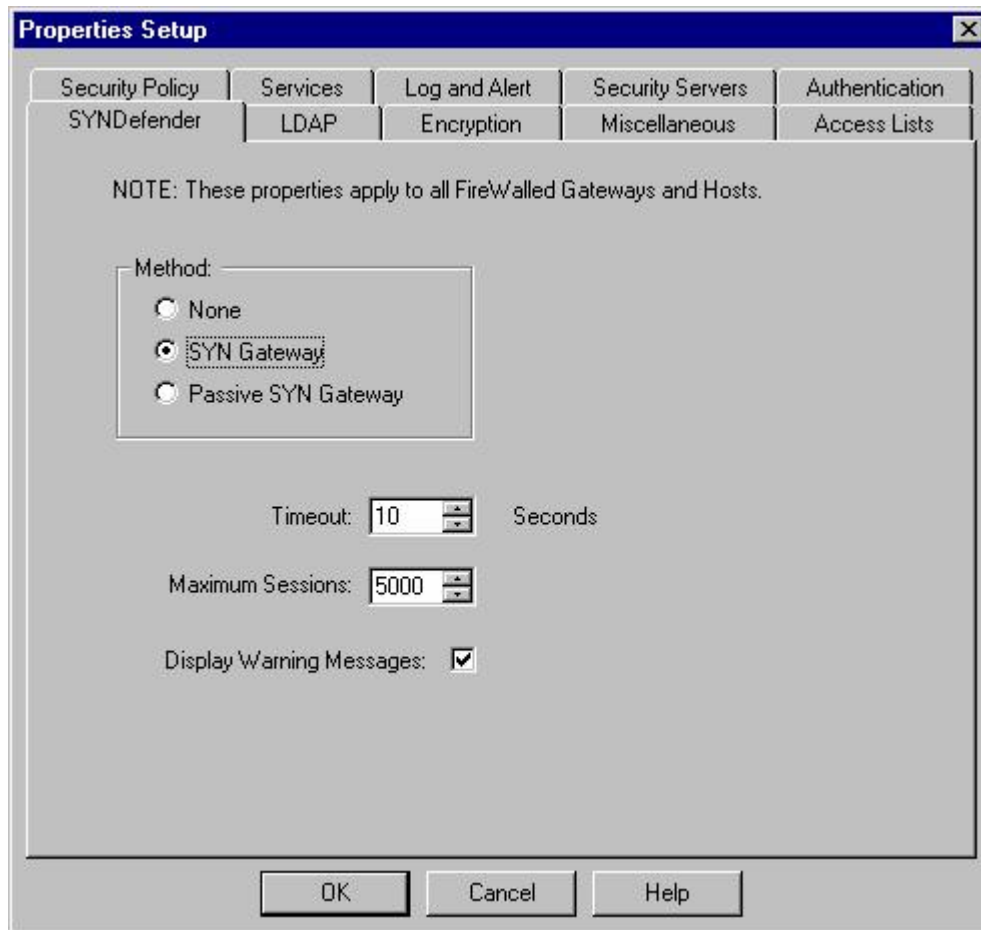 Properties Setup
Security Policy Services Log and Alert Security Servers Authentication
SYNDefender LDAP Encryption Miscellaneous Access Lists
NOTE: These properties apply to all FireWalled Gateways and Hosts.
Method:
None
SYN Gateway
Passive SYN Gateway
Timeout: 10 Seconds
Maximum Sessions: 5000
Display Warning Messages:
OK Cancel Help